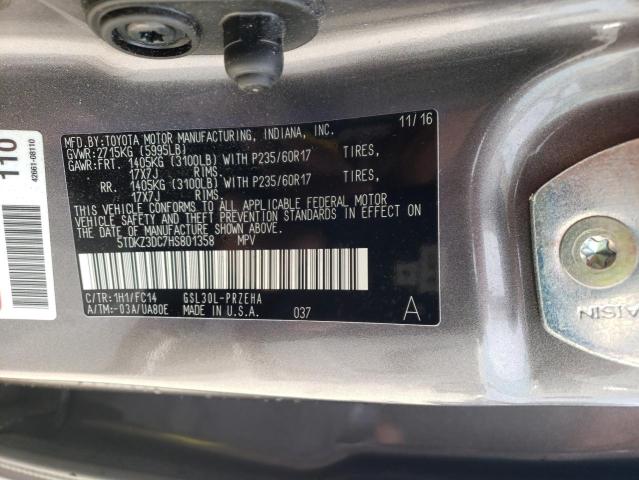 MFD.BY:TOYOTA MOTOR MANUFACTURING, INDIANA, INC. 11/16
GVWR:2715KG (5995LB)
GAWR:FRT. 1405KG (3100LB) WITH P235/60R17 TIRES,
17X7J RIMS.
RR. 1405KG (3100LB) WITH P235/60R17 TIRES,
17X7J RIMS.
THIS VEHICLE CONFORMS TO ALL APPLICABLE FEDERAL MOTOR
VEHICLE SAFETY AND THEFT PREVENTION STANDARDS IN EFFECT
ON THE DATE OF MANUFACTURE SHOWN ABOVE.
5TDKZ3DC7HS801358 MPV
C/TR:1H1/FC14 GSL30L-PRZEHA
A/TM:-03A/UA80E MADE IN U.S.A. 037 A
110
42661-08110
AISIN